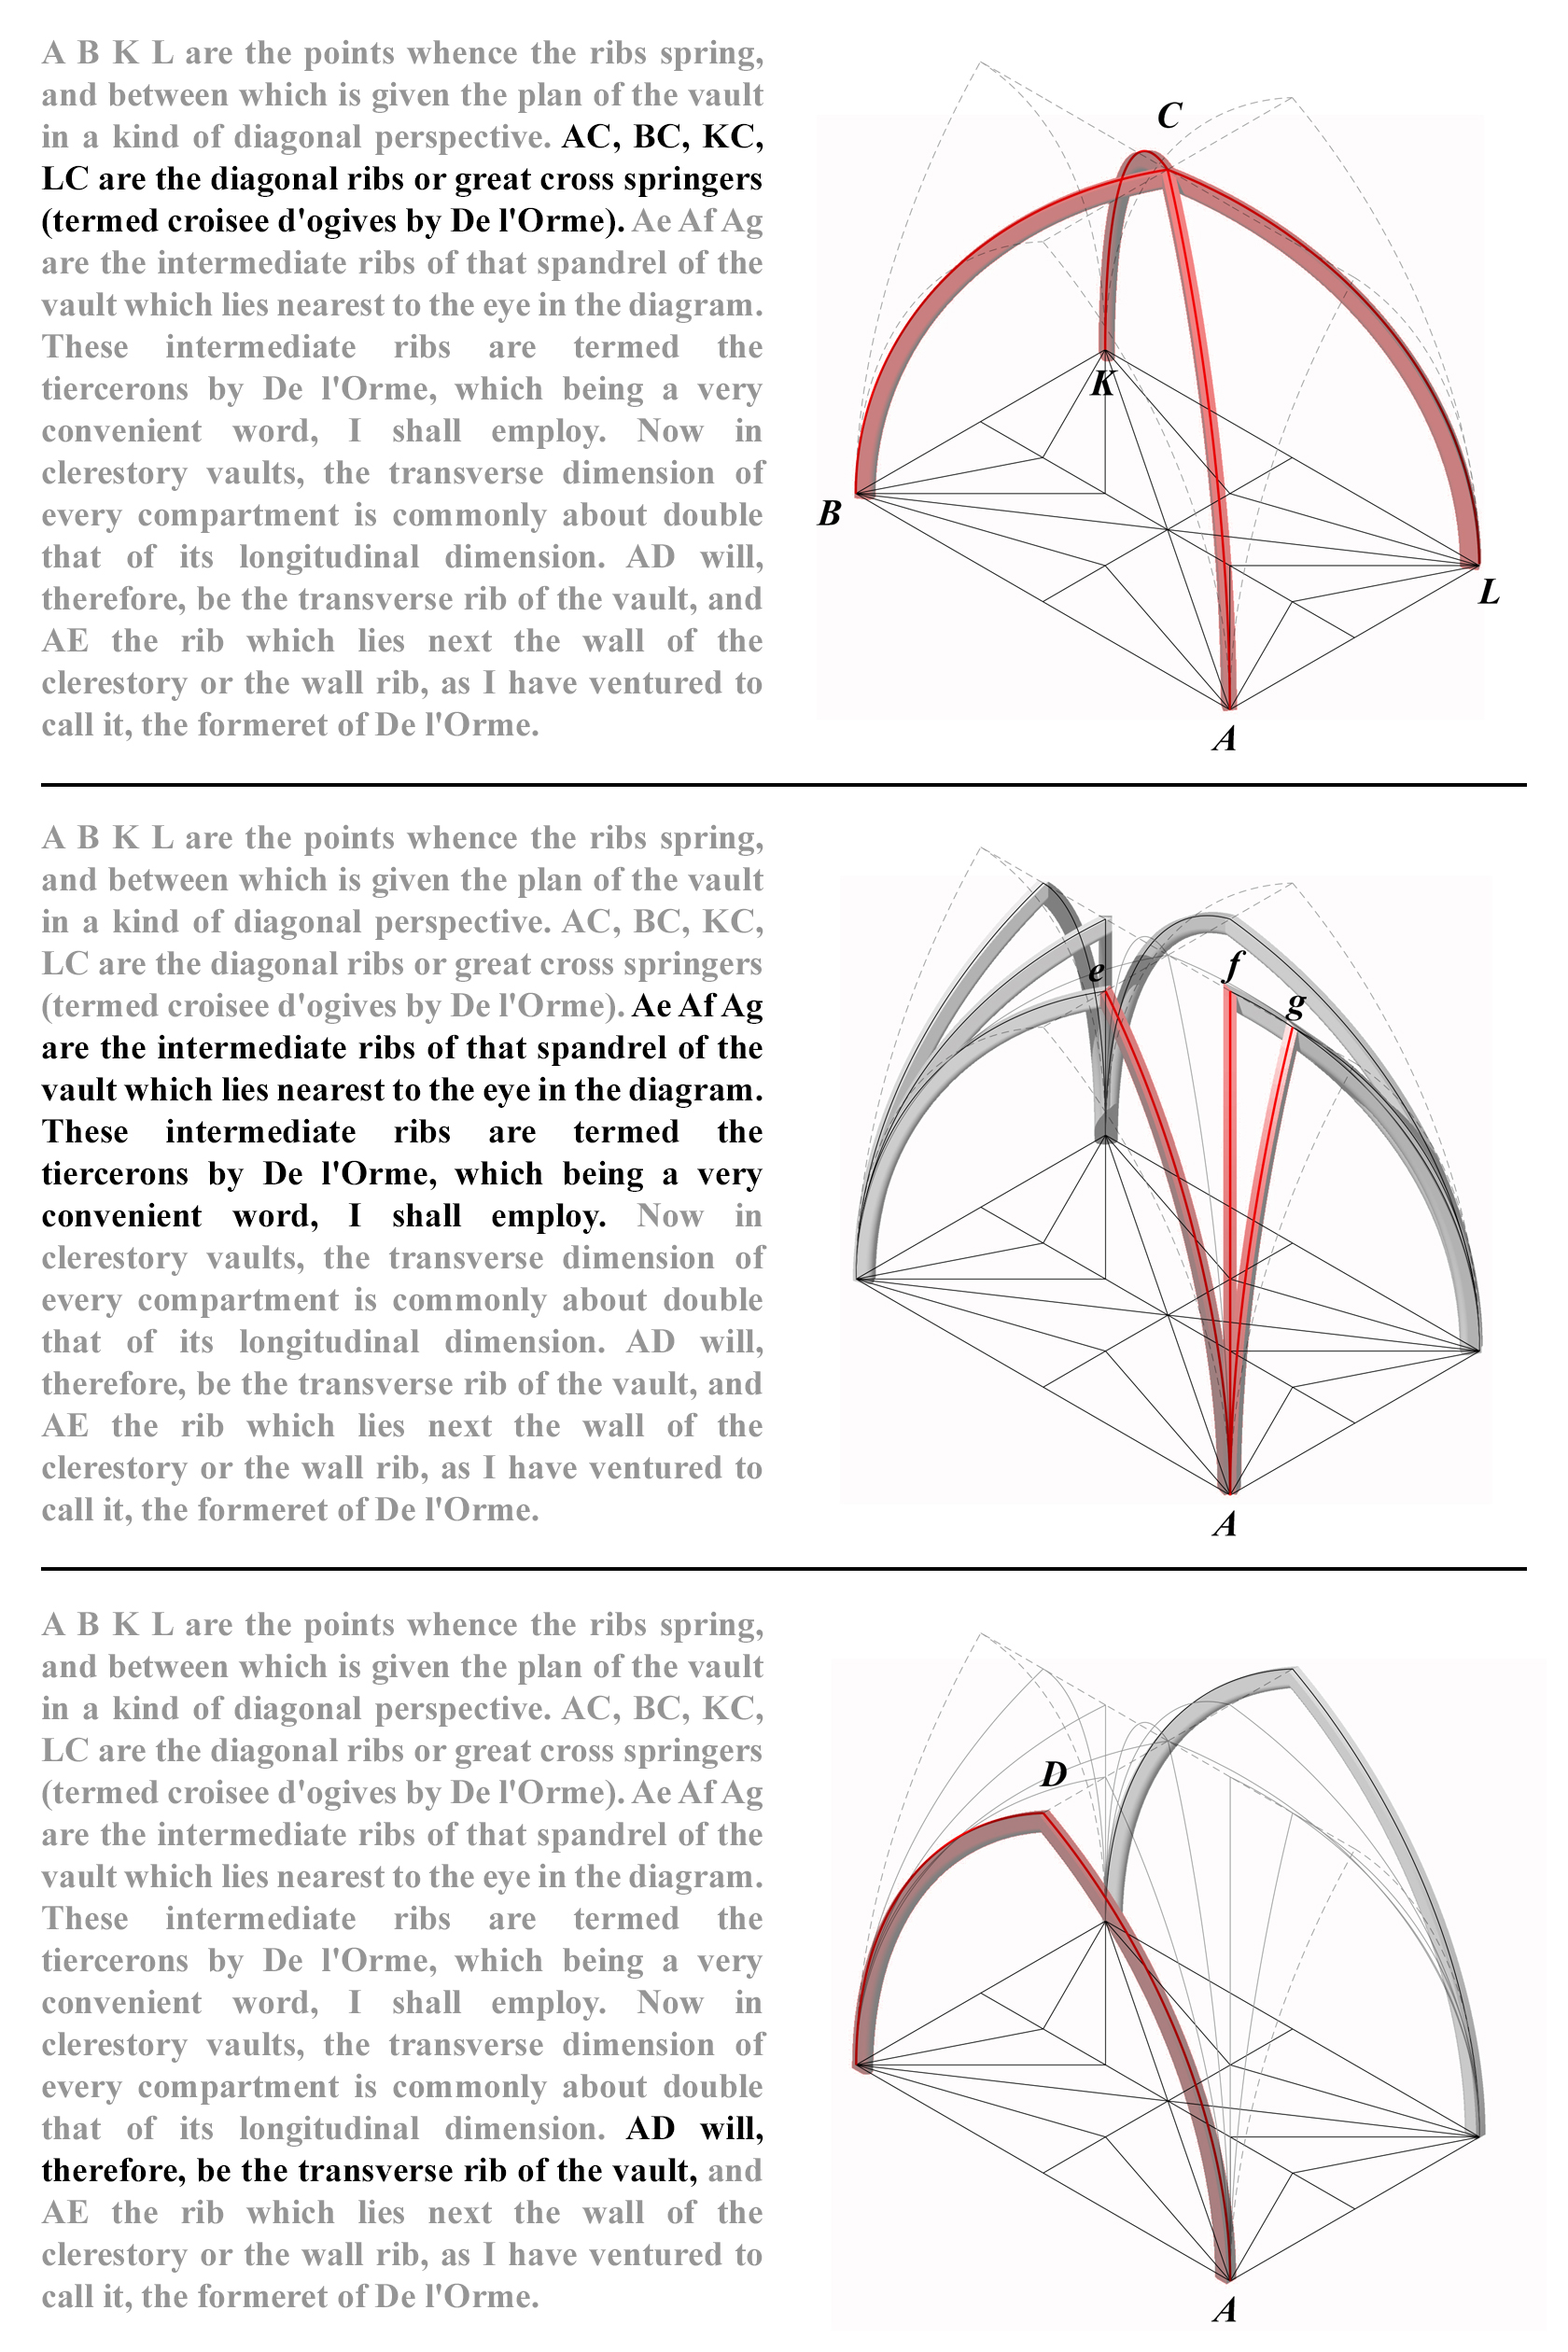 A B K L are the points whence the ribs spring,
and between which is given the plan of the vault
in a kind of diagonal perspective. AC, BC, KC,
LC are the diagonal ribs or great cross springers
(termed croisee d'ogives by De l'Orme). Ae Af Ag
are the intermediate ribs of that spandrel of the
vault which lies nearest to the eye in the diagram.
These intermediate ribs are termed the
tiercerons by De l'Orme, which being a very
convenient word, I shall employ. Now in
clerestory vaults, the transverse dimension of
every compartment is commonly about double
that of its longitudinal dimension. AD will,
therefore, be the transverse rib of the vault, and
AE the rib which lies next the wall of the
clerestory or the wall rib, as I have ventured to
call it, the formeret of De l'Orme.
C
K
B
L
A
A B K L are the points whence the ribs spring,
and between which is given the plan of the vault
in a kind of diagonal perspective. AC, BC, KC,
LC are the diagonal ribs or great cross springers
(termed croisee d'ogives by De l'Orme). Ae Af Ag
are the intermediate ribs of that spandrel of the
vault which lies nearest to the eye in the diagram.
These intermediate ribs are termed the
tiercerons by De l'Orme, which being a very
convenient word, I shall employ. Now in
clerestory vaults, the transverse dimension of
every compartment is commonly about double
that of its longitudinal dimension. AD will,
therefore, be the transverse rib of the vault, and
AE the rib which lies next the wall of the
clerestory or the wall rib, as I have ventured to
call it, the formeret of De l'Orme.
e
f
g
A
A B K L are the points whence the ribs spring,
and between which is given the plan of the vault
in a kind of diagonal perspective. AC, BC, KC,
LC are the diagonal ribs or great cross springers
(termed croisee d'ogives by De l'Orme). Ae Af Ag
are the intermediate ribs of that spandrel of the
vault which lies nearest to the eye in the diagram.
These intermediate ribs are termed the
tiercerons by De l'Orme, which being a very
convenient word, I shall employ. Now in
clerestory vaults, the transverse dimension of
every compartment is commonly about double
that of its longitudinal dimension. AD will,
therefore, be the transverse rib of the vault, and
AE the rib which lies next the wall of the
clerestory or the wall rib, as I have ventured to
call it, the formeret of De l'Orme.
D
A